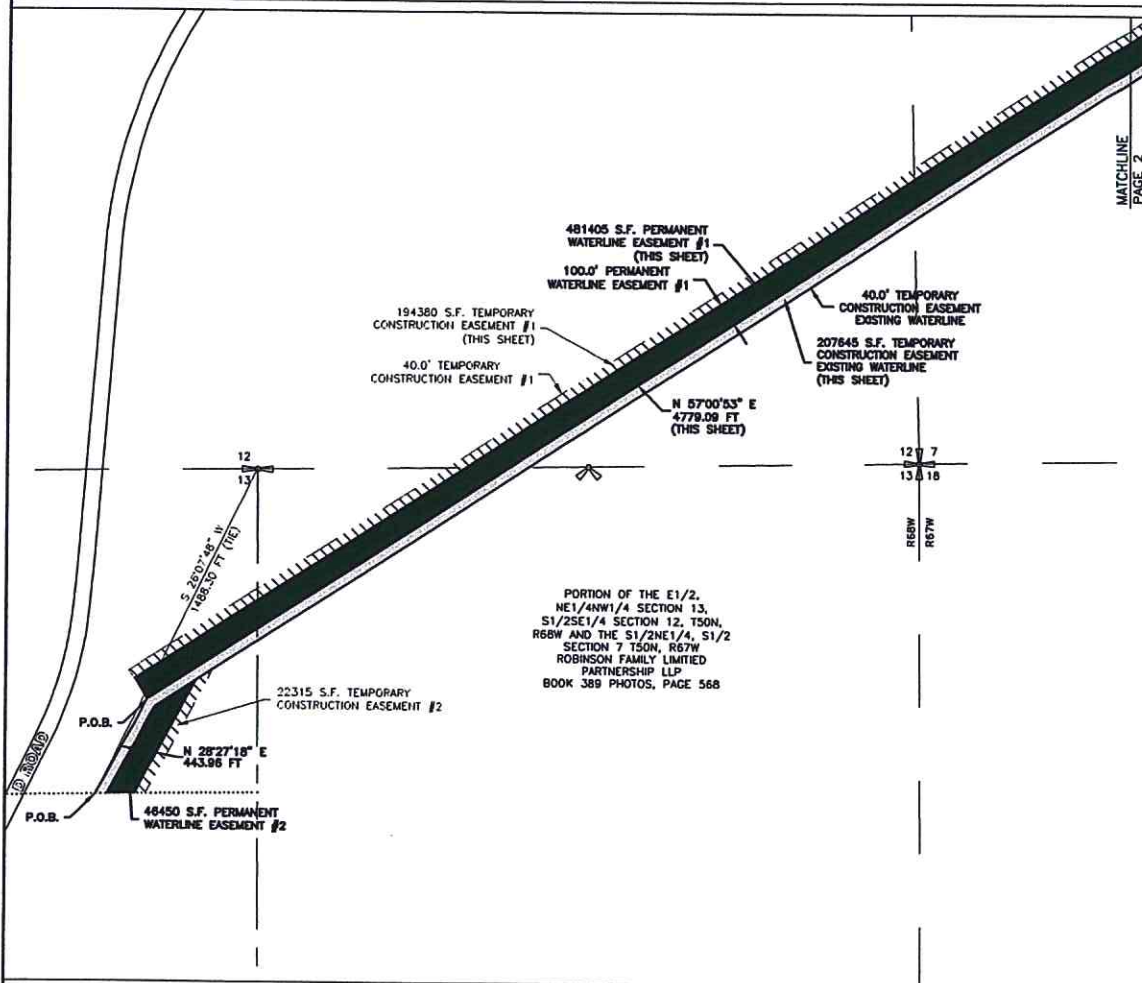 MATCHLINE
PAGE 2
481405 S.F. PERMANENT
WATERLINE EASEMENT #1
(THIS SHEET)
100.0' PERMANENT
WATERLINE EASEMENT #1
194380 S.F. TEMPORARY
CONSTRUCTION EASEMENT #1
(THIS SHEET)
40.0' TEMPORARY
CONSTRUCTION EASEMENT #1
40.0' TEMPORARY
CONSTRUCTION EASEMENT
EXISTING WATERLINE
207645 S.F. TEMPORARY
CONSTRUCTION EASEMENT
EXISTING WATERLINE
(THIS SHEET)
N 57°00'53" E
4779.09 FT
(THIS SHEET)
12
13
12 7
13 18
R68W
R67W
S 26°07'48" W
1488.30 FT (TIE)
PORTION OF THE E1/2,
NE1/4NW1/4 SECTION 13,
S1/2SE1/4 SECTION 12, T50N,
R68W AND THE S1/2NE1/4, S1/2
SECTION 7 T50N, R67W
ROBINSON FAMILY LIMITIED
PARTNERSHIP LLP
BOOK 389 PHOTOS, PAGE 568
22315 S.F. TEMPORARY
CONSTRUCTION EASEMENT #2
P.O.B.
N 28°27'18" E
443.96 FT
D ROAD
P.O.B.
46450 S.F. PERMANENT
WATERLINE EASEMENT #2